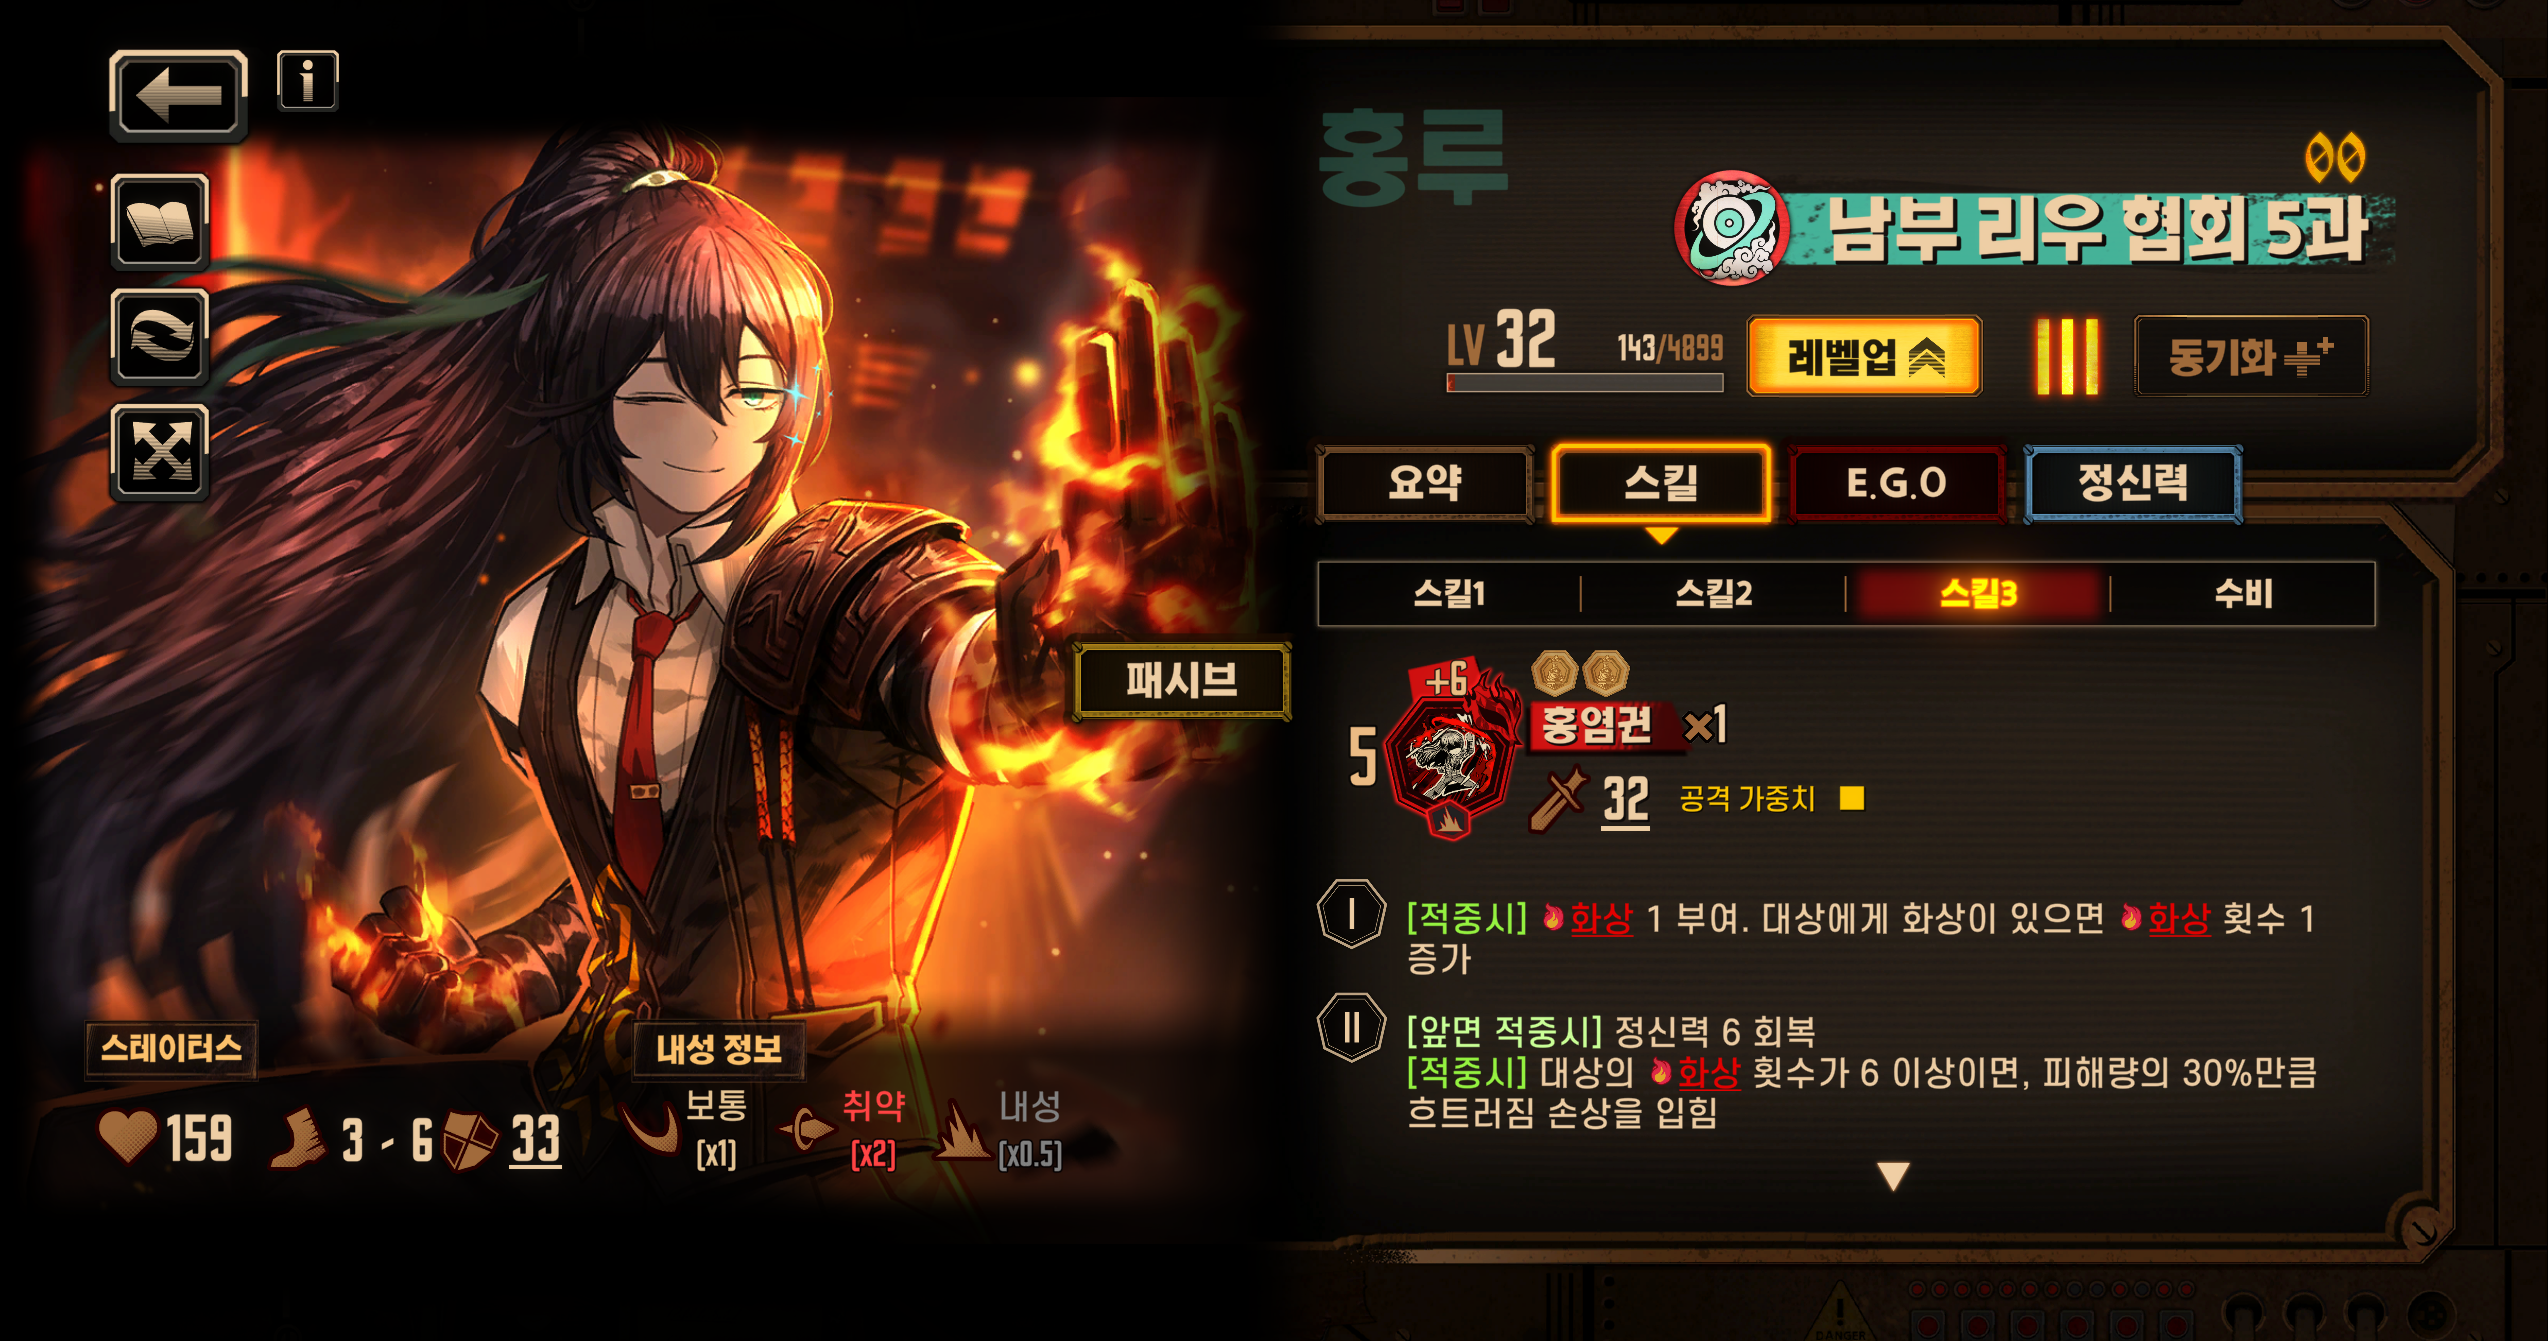 홍루
남부 리우 협회 5과
LV 32 143/4899 레벨업 동기화
요약 스킬 E.G.O 정신력
스킬1 스킬2 스킬3 수비
패시브
+6
5 홍염권 ×1
32 공격 가중치
I [적중시] 화상 1 부여. 대상에게 화상이 있으면 화상 횟수 1
증가
II [앞면 적중시] 정신력 6 회복
[적중시] 대상의 화상 횟수가 6 이상이면, 피해량의 30%만큼
흐트러짐 손상을 입힘
스테이터스 내성 정보
159 3 - 6 33
보통 취약 내성
[x1] [x2] [x0.5]
DANGER